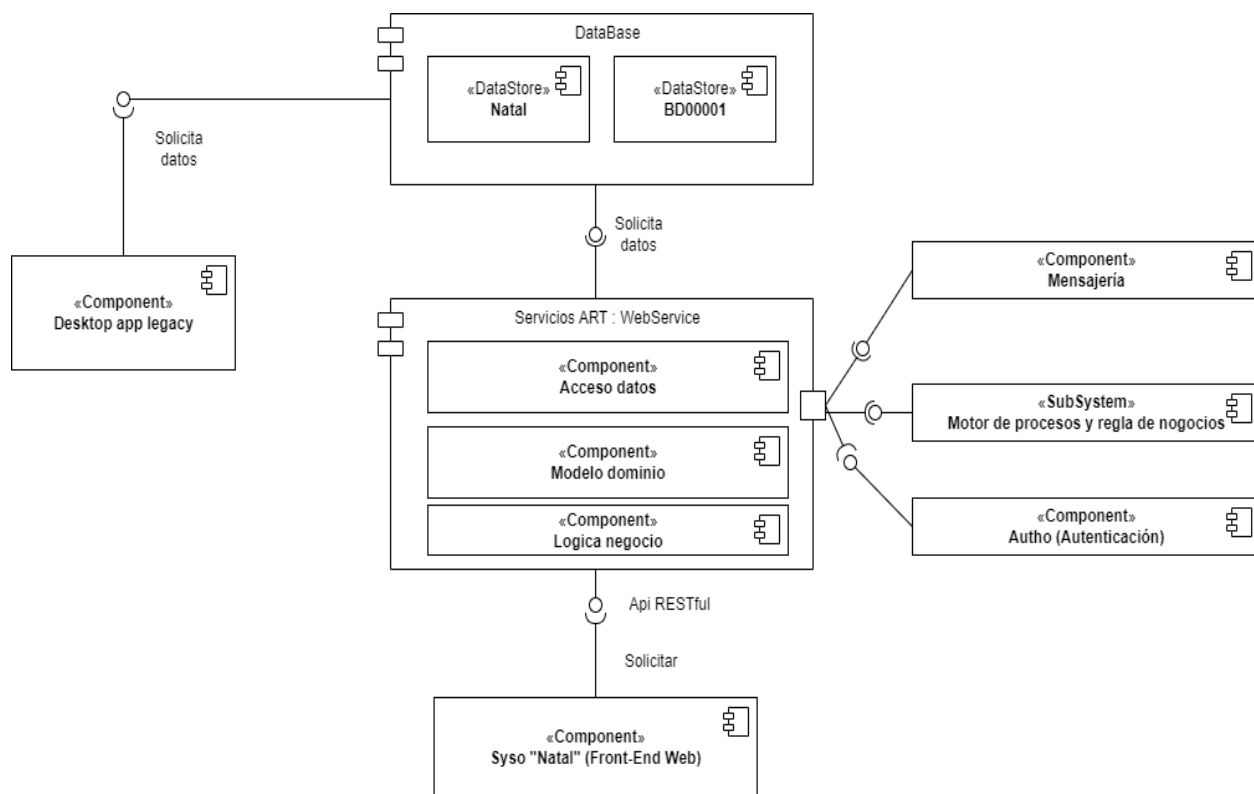 DataBase
«DataStore»
Natal
«DataStore»
BD00001
Solicita
datos
Solicita
datos
«Component»
Desktop app legacy
Servicios ART : WebService
«Component»
Acceso datos
«Component»
Modelo dominio
«Component»
Logica negocio
«Component»
Mensajería
«SubSystem»
Motor de procesos y regla de nogocios
«Component»
Autho (Autenticación)
Api RESTful
Solicitar
«Component»
Syso "Natal" (Front-End Web)